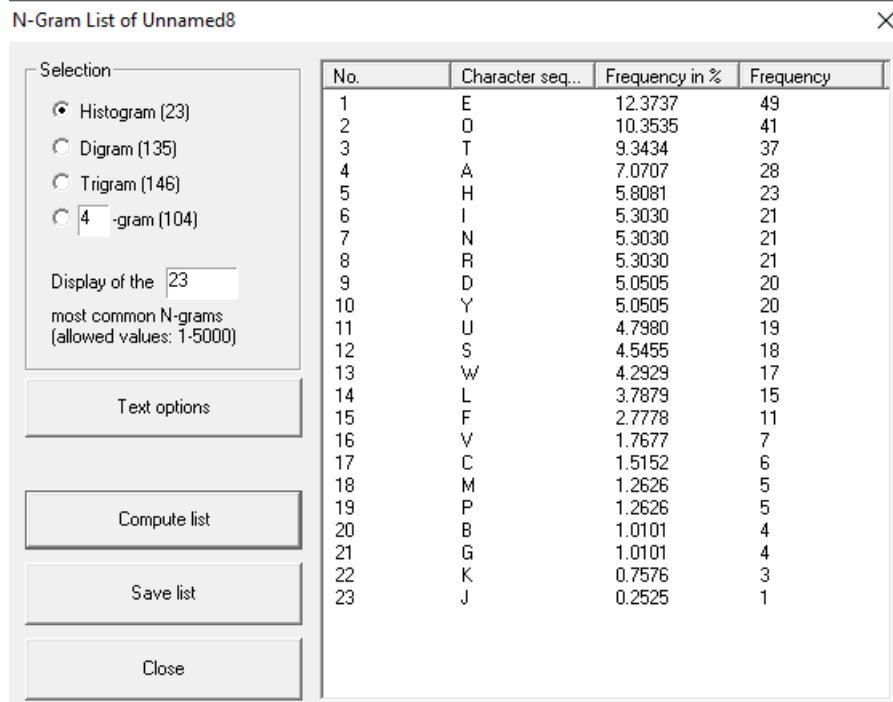 N-Gram List of Unnamed8
Selection
Histogram (23)
Digram (135)
Trigram (146)
4 -gram (104)
Display of the 23
most common N-grams
(allowed values: 1-5000)
Text options
Compute list
Save list
Close
No. Character seq... Frequency in % Frequency
1 E 12.3737 49
2 O 10.3535 41
3 T 9.3434 37
4 A 7.0707 28
5 H 5.8081 23
6 I 5.3030 21
7 N 5.3030 21
8 R 5.3030 21
9 D 5.0505 20
10 Y 5.0505 20
11 U 4.7980 19
12 S 4.5455 18
13 W 4.2929 17
14 L 3.7879 15
15 F 2.7778 11
16 V 1.7677 7
17 C 1.5152 6
18 M 1.2626 5
19 P 1.2626 5
20 B 1.0101 4
21 G 1.0101 4
22 K 0.7576 3
23 J 0.2525 1